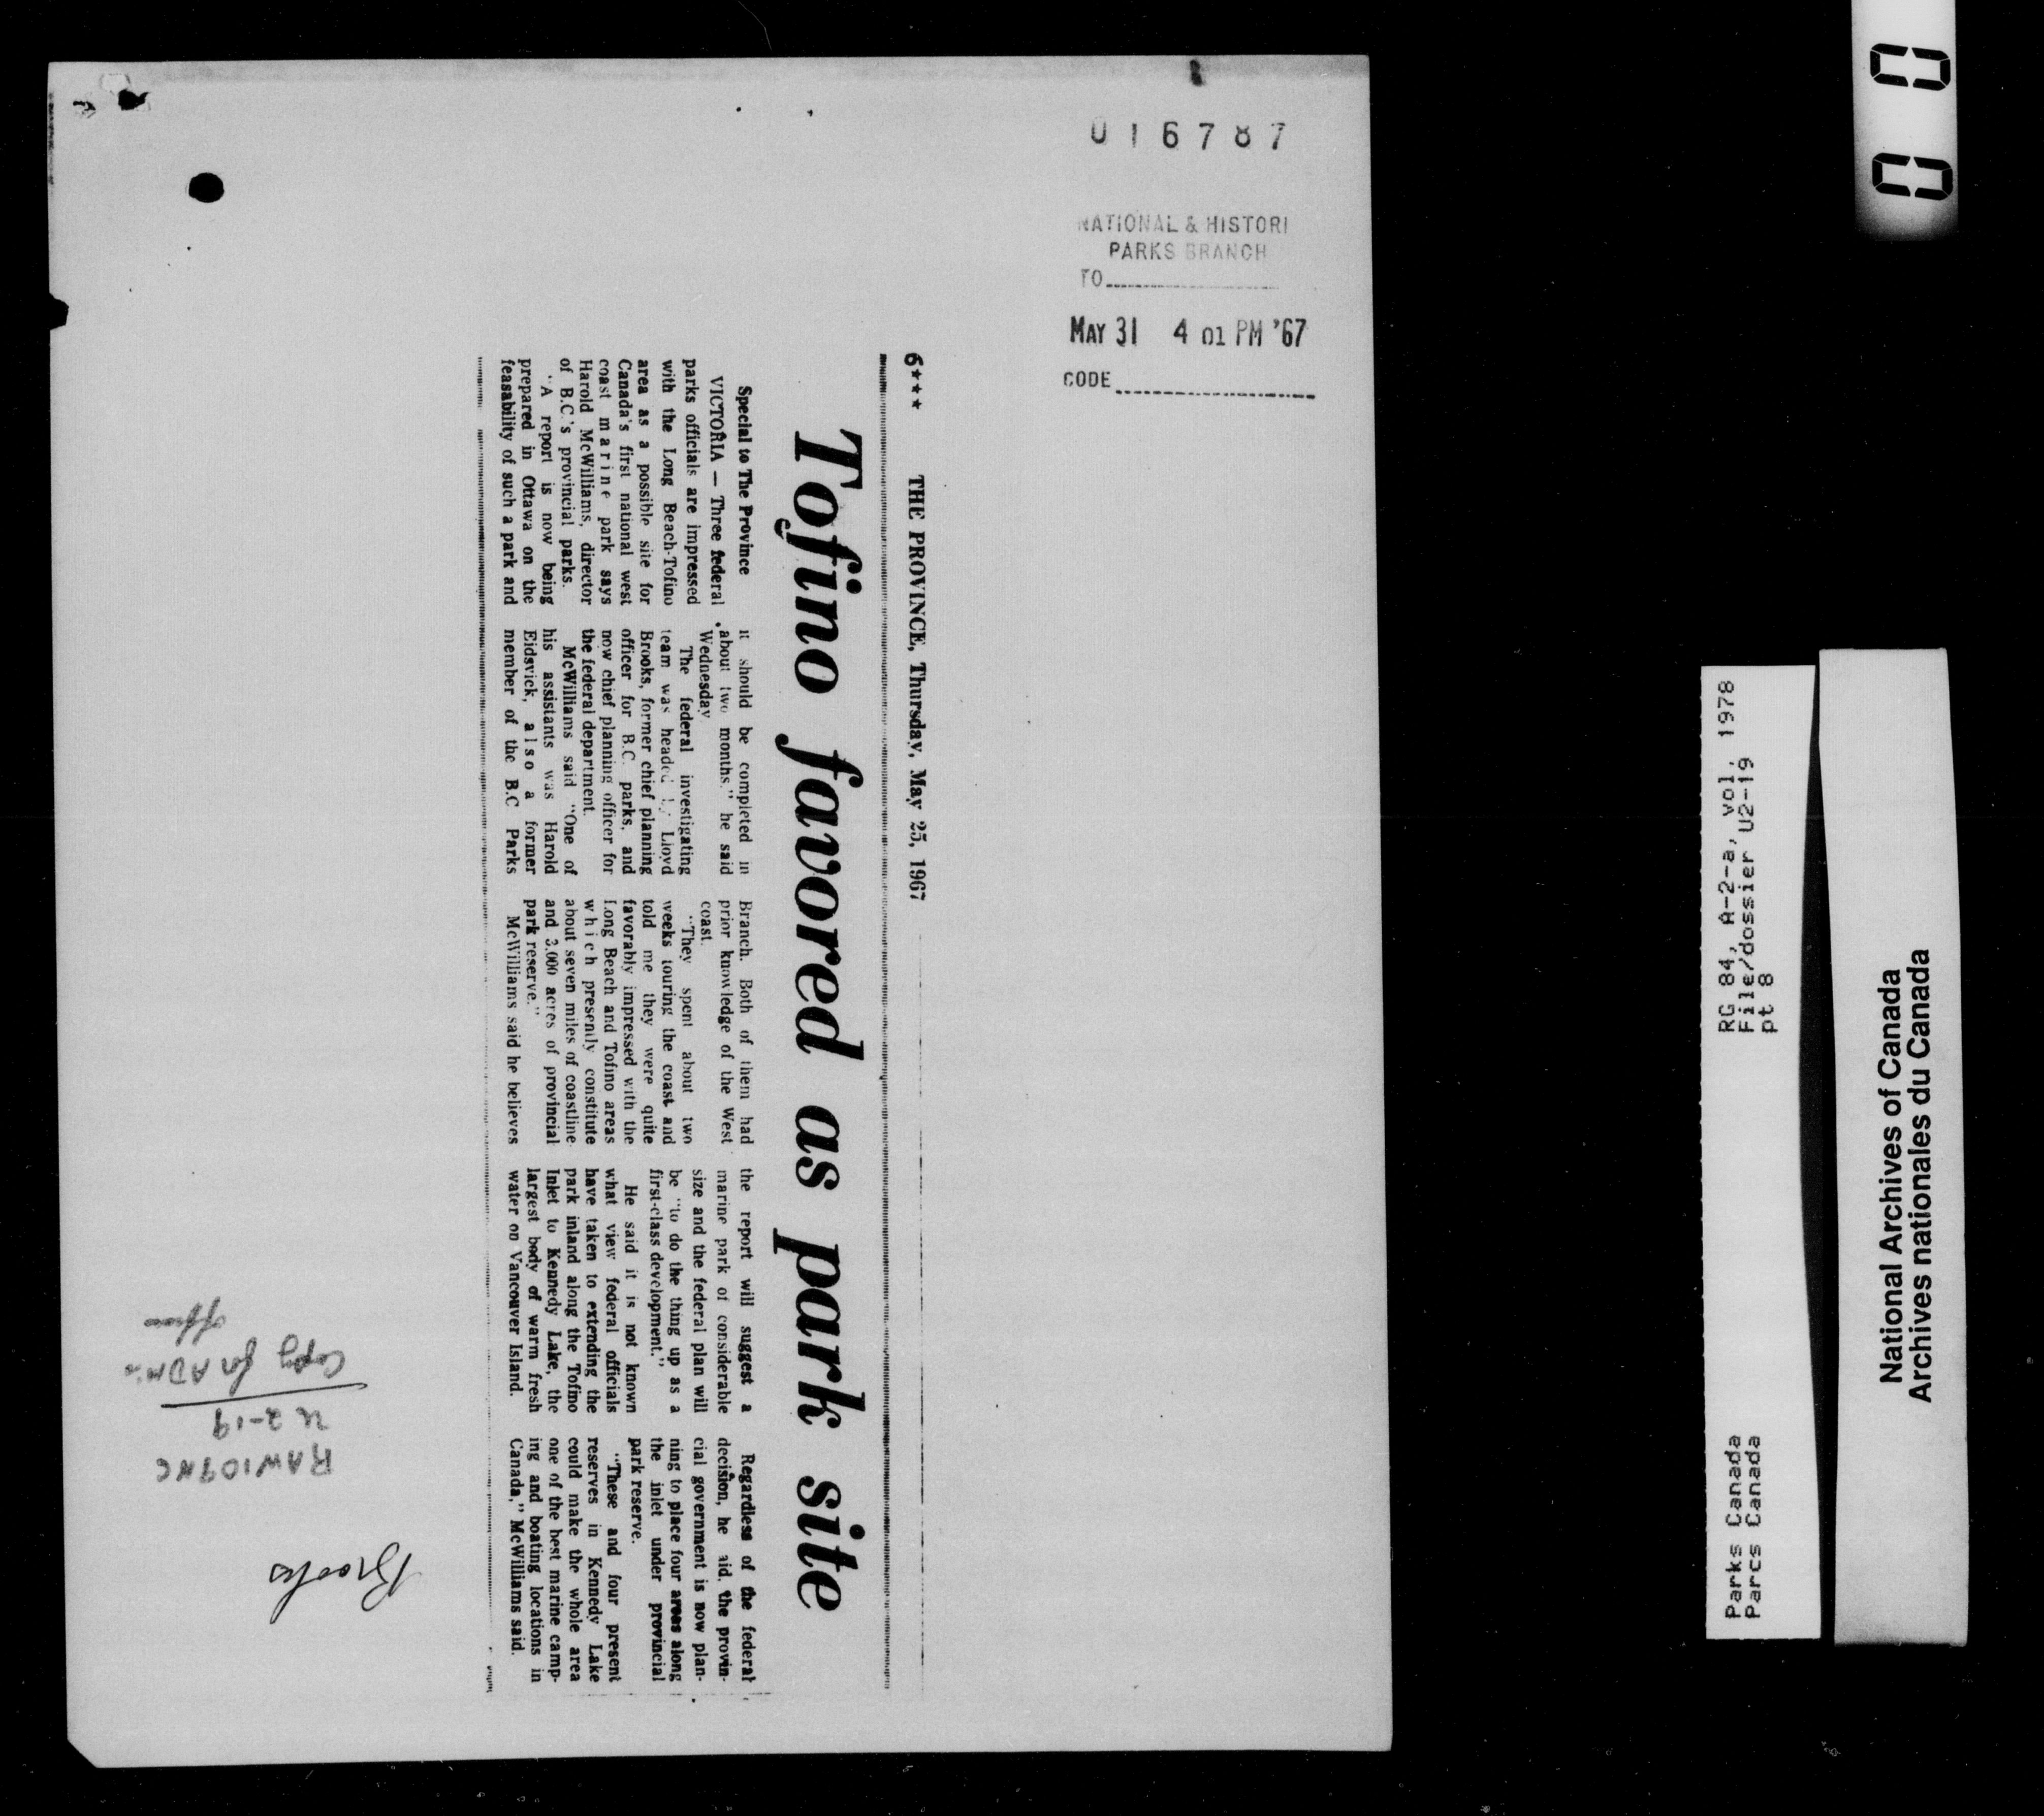 016787
NATIONAL & HISTORI
PARKS BRANCH
TO
MAY 31 4 01 PM '67
CODE
6*** THE PROVINCE, Thursday, May 25, 1967
Tofino favored as park site
Special to The Province
VICTORIA — Three federal
parks officials are impressed
with the Long Beach-Tofino
area as a possible site for
Canada's first national west
coast marine park says
Harold McWilliams, director
of B.C.'s provincial parks.
"A report is now being
prepared in Ottawa on the
feasability of such a park and
it should be completed in
about two months," he said
Wednesday.
The federal investigating
team was headed by Lloyd
Brooks, former chief planning
officer for B.C. parks, and
now chief planning officer for
the federal department.
McWilliams said "One of
his assistants was Harold
Eidsvick, also a former
member of the B.C Parks
Branch. Both of them had
prior knowledge of the West
coast.
"They spent about two
weeks touring the coast and
told me they were quite
favorably impressed with the
Long Beach and Tofino areas
which presently constitute
about seven miles of coastline
and 3,000 acres of provincial
park reserve."
McWilliams said he believes
the report will suggest a
marine park of considerable
size and the federal plan will
be "to do the thing up as a
first-class development."
He said it is not known
what view federal officials
have taken to extending the
park inland along the Tofino
Inlet to Kennedy Lake, the
largest body of warm fresh
water on Vancouver Island.
Regardless of the federal
decision, he aid, the provin-
cial government is now plan-
ning to place four areas along
the inlet under provincial
park reserve.
"These and four present
reserves in Kennedy Lake
could make the whole area
one of the best marine camp-
ing and boating locations in
Canada," McWilliams said.
Brooks
RAW109NC
U2-19
Copy for ADM's
office
RG 84, A-2-a, vol. 1978
File/dossier U2-19
pt 8
Parks Canada
Parcs Canada
National Archives of Canada
Archives nationales du Canada
00